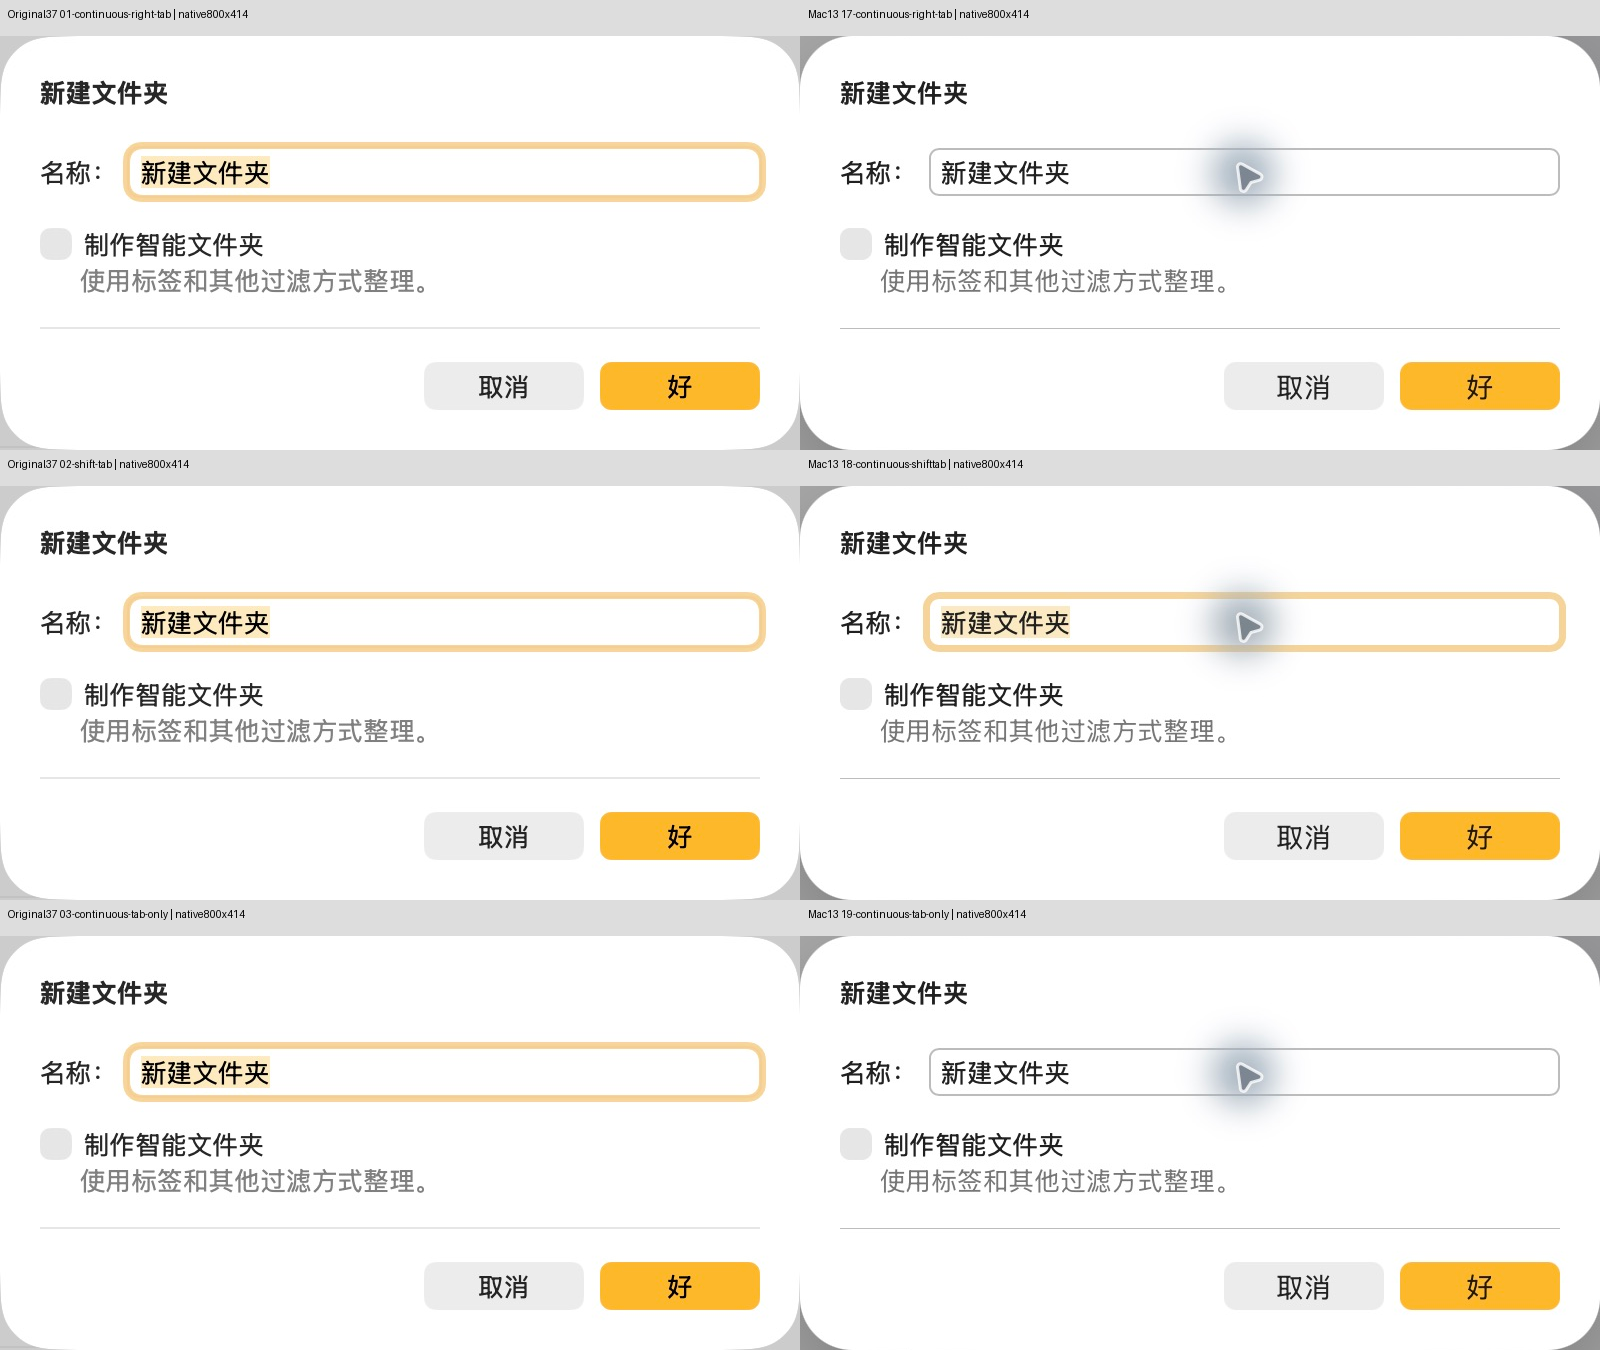 Original37 01-continuous-right-tab | native800x414
新建文件夹
名称：
新建文件夹
制作智能文件夹
使用标签和其他过滤方式整理。
取消
好
Mac13 17-continuous-right-tab | native800x414
新建文件夹
名称：
新建文件夹
制作智能文件夹
使用标签和其他过滤方式整理。
取消
好
Original37 02-shift-tab | native800x414
新建文件夹
名称：
新建文件夹
制作智能文件夹
使用标签和其他过滤方式整理。
取消
好
Mac13 18-continuous-shifttab | native800x414
新建文件夹
名称：
新建文件夹
制作智能文件夹
使用标签和其他过滤方式整理。
取消
好
Original37 03-continuous-tab-only | native800x414
新建文件夹
名称：
新建文件夹
制作智能文件夹
使用标签和其他过滤方式整理。
取消
好
Mac13 19-continuous-tab-only | native800x414
新建文件夹
名称：
新建文件夹
制作智能文件夹
使用标签和其他过滤方式整理。
取消
好